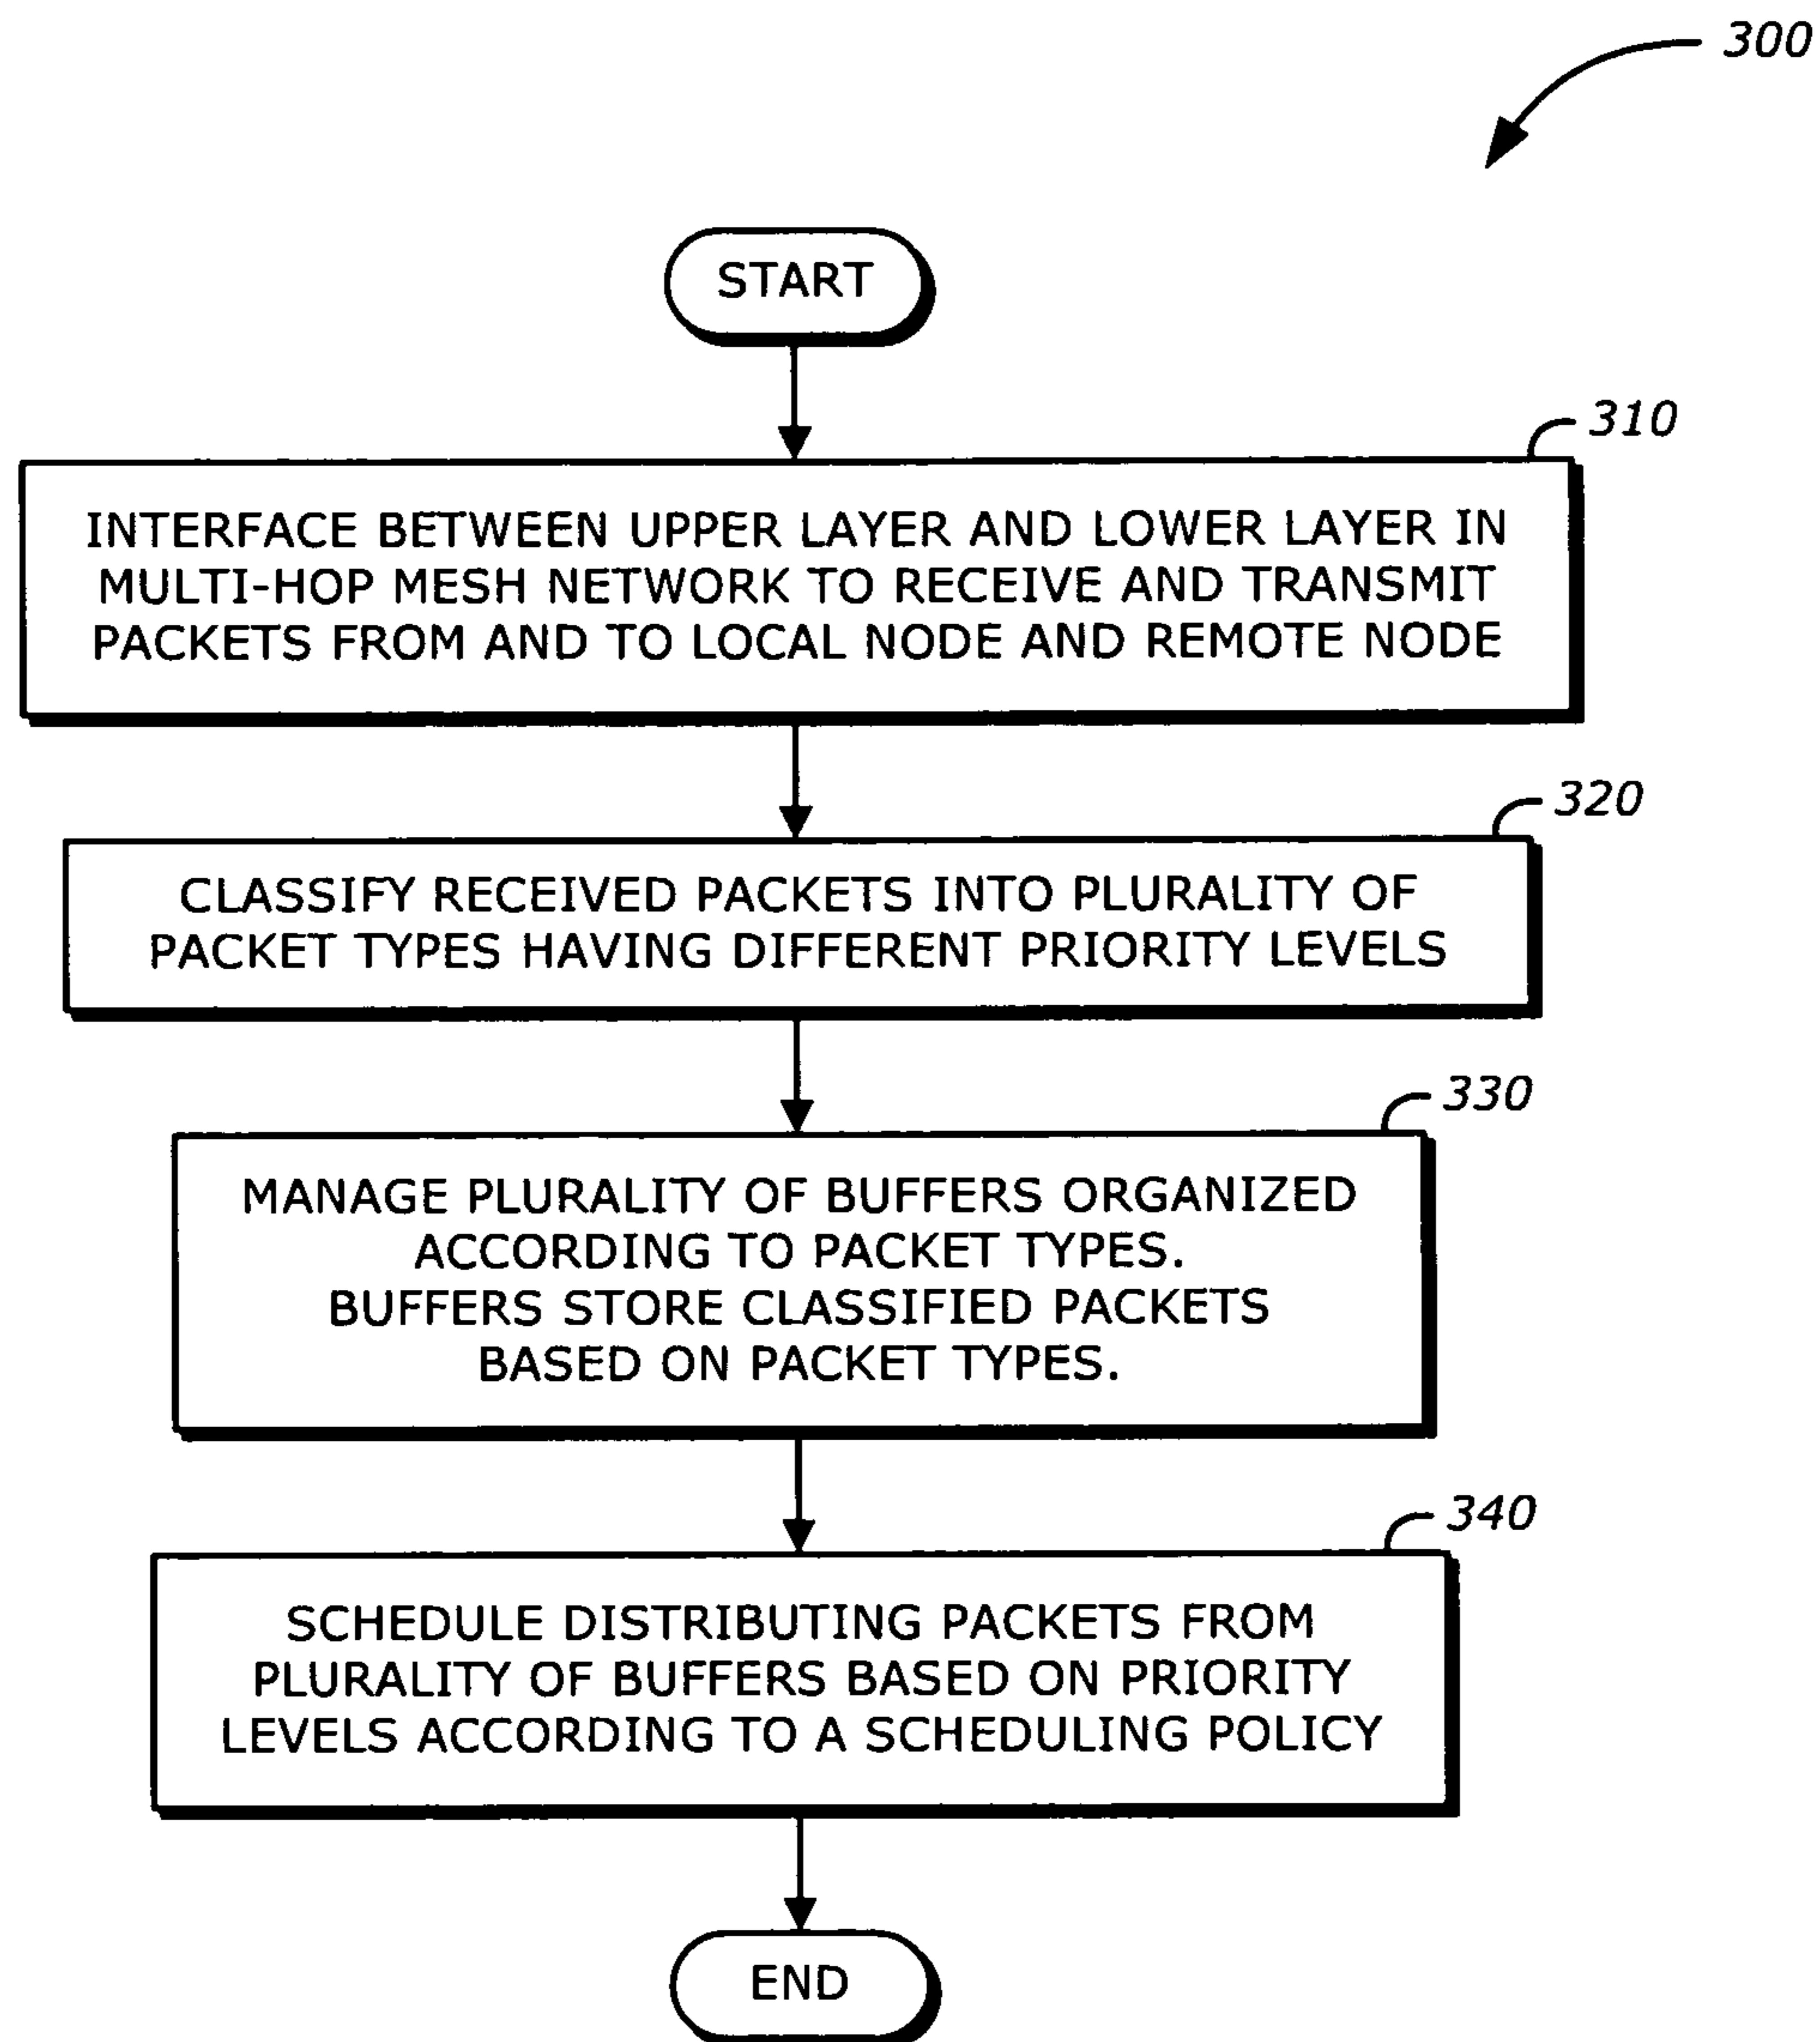 300
START
310
INTERFACE BETWEEN UPPER LAYER AND LOWER LAYER IN
MULTI-HOP MESH NETWORK TO RECEIVE AND TRANSMIT
PACKETS FROM AND TO LOCAL NODE AND REMOTE NODE
320
CLASSIFY RECEIVED PACKETS INTO PLURALITY OF
PACKET TYPES HAVING DIFFERENT PRIORITY LEVELS
330
MANAGE PLURALITY OF BUFFERS ORGANIZED
ACCORDING TO PACKET TYPES.
BUFFERS STORE CLASSIFIED PACKETS
BASED ON PACKET TYPES.
340
SCHEDULE DISTRIBUTING PACKETS FROM
PLURALITY OF BUFFERS BASED ON PRIORITY
LEVELS ACCORDING TO A SCHEDULING POLICY
END